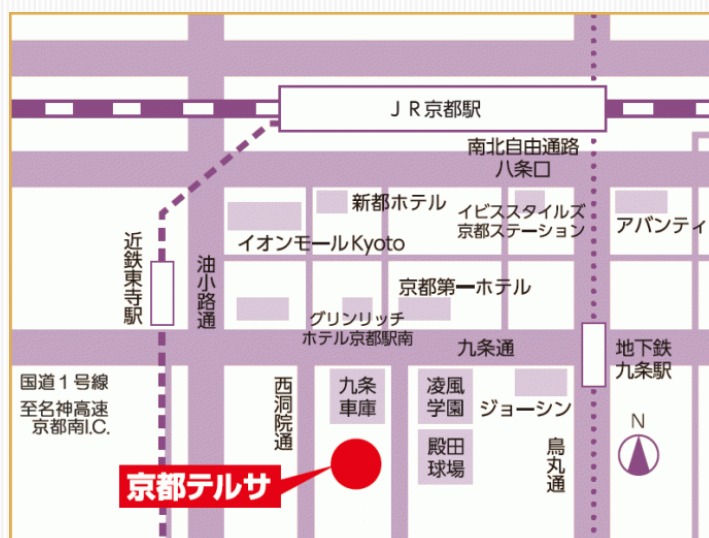 ＪＲ京都駅
南北自由通路
八条口
新都ホテル
イビススタイルズ
京都ステーション
アバンティ
イオンモールKyoto
近鉄東寺駅
油小路通
京都第一ホテル
グリンリッチ
ホテル京都駅南
九条通
地下鉄
九条駅
国道１号線
至名神高速
京都南I.C.
西洞院通
九条
車庫
凌風
学園
ジョーシン
殿田
球場
烏丸通
N
京都テルサ